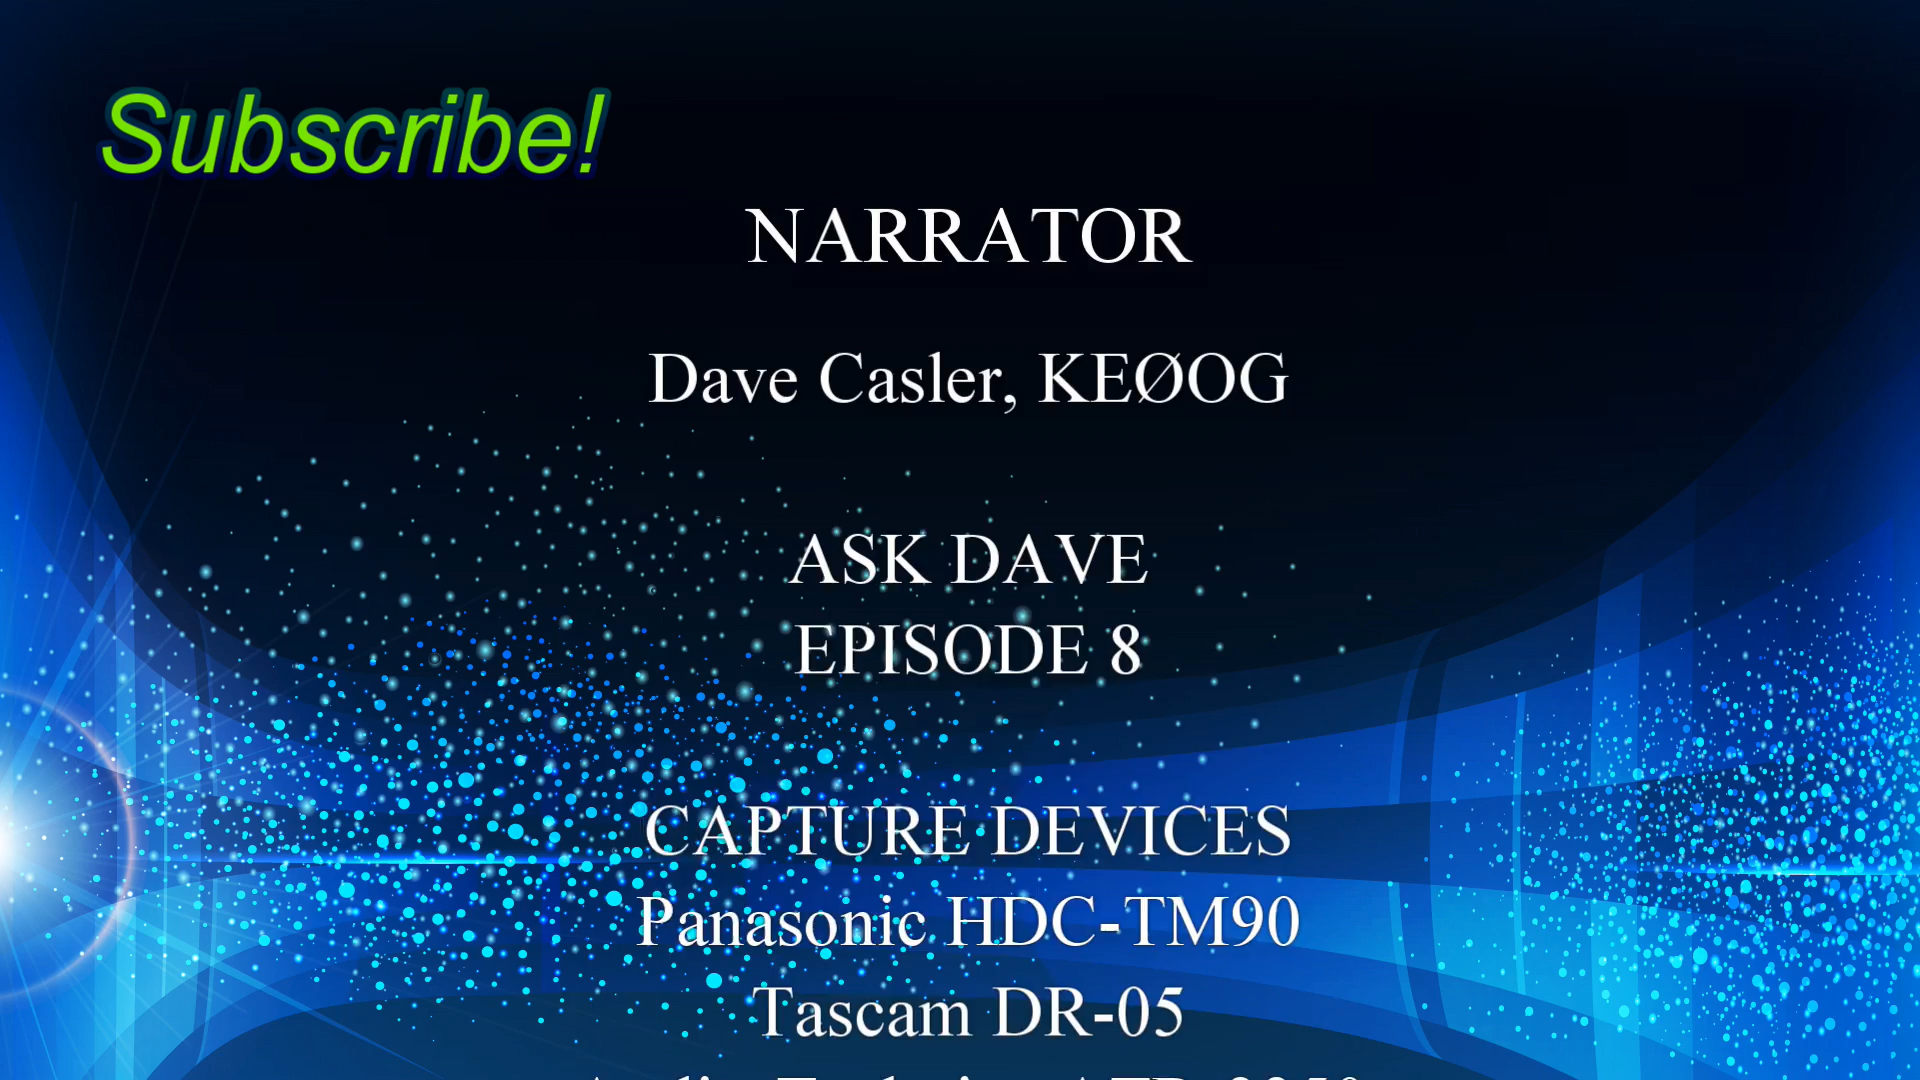 Subscribe!
NARRATOR
Dave Casler, KEØOG
ASK DAVE
EPISODE 8
CAPTURE DEVICES
Panasonic HDC-TM90
Tascam DR-05